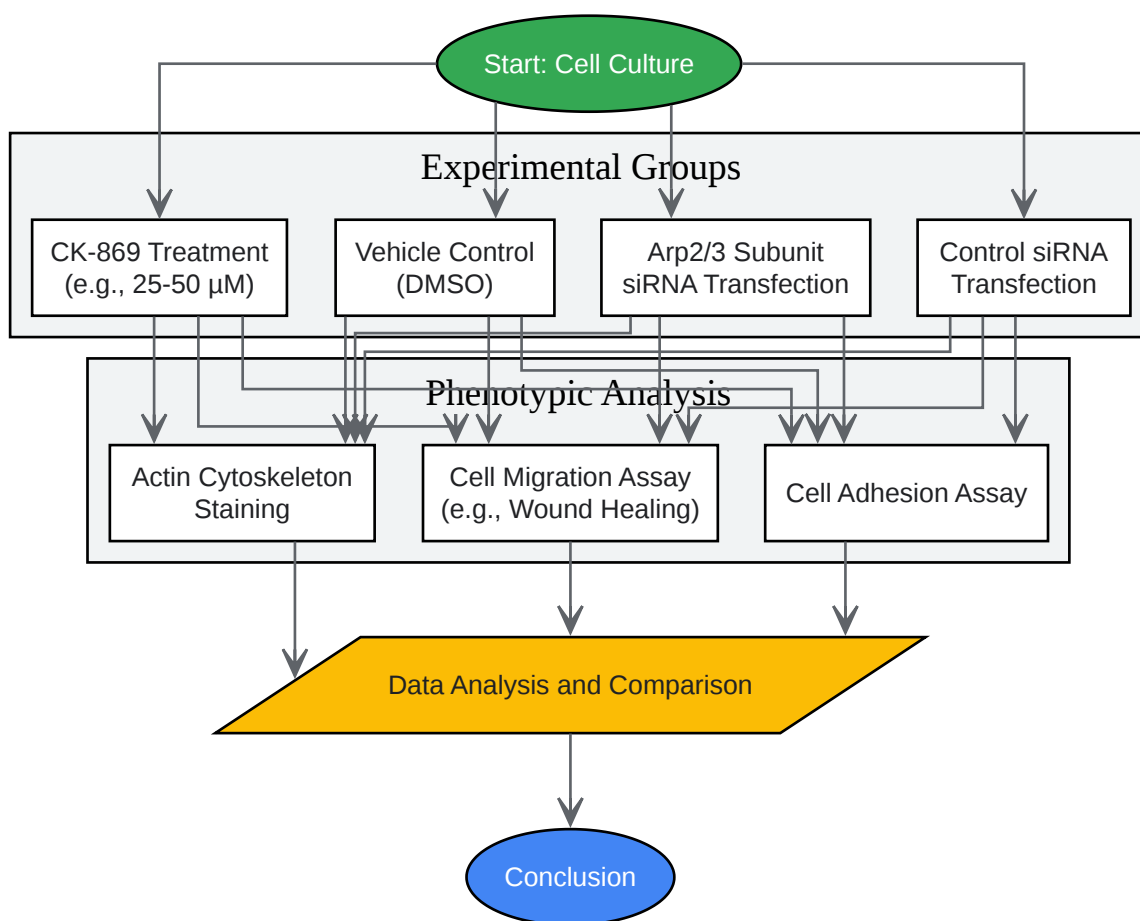 Start: Cell Culture
Experimental Groups
CK-869 Treatment
(e.g., 25-50 µM)
Vehicle Control
(DMSO)
Arp2/3 Subunit
siRNA Transfection
Control siRNA
Transfection
Phenotypic Analysis
Actin Cytoskeleton
Staining
Cell Migration Assay
(e.g., Wound Healing)
Cell Adhesion Assay
Data Analysis and Comparison
Conclusion